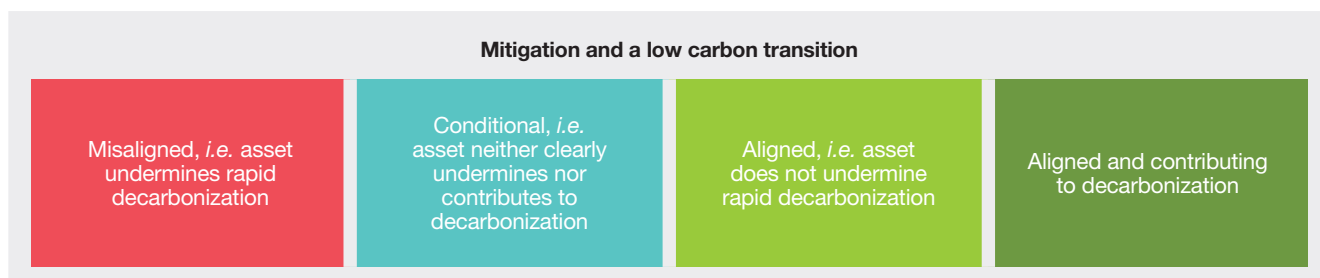 Mitigation and a low carbon transition
Misaligned, i.e. asset
undermines rapid
decarbonization
Conditional, i.e.
asset neither clearly
undermines nor
contributes to
decarbonization
Aligned, i.e. asset
does not undermine
rapid decarbonization
Aligned and contributing
to decarbonization